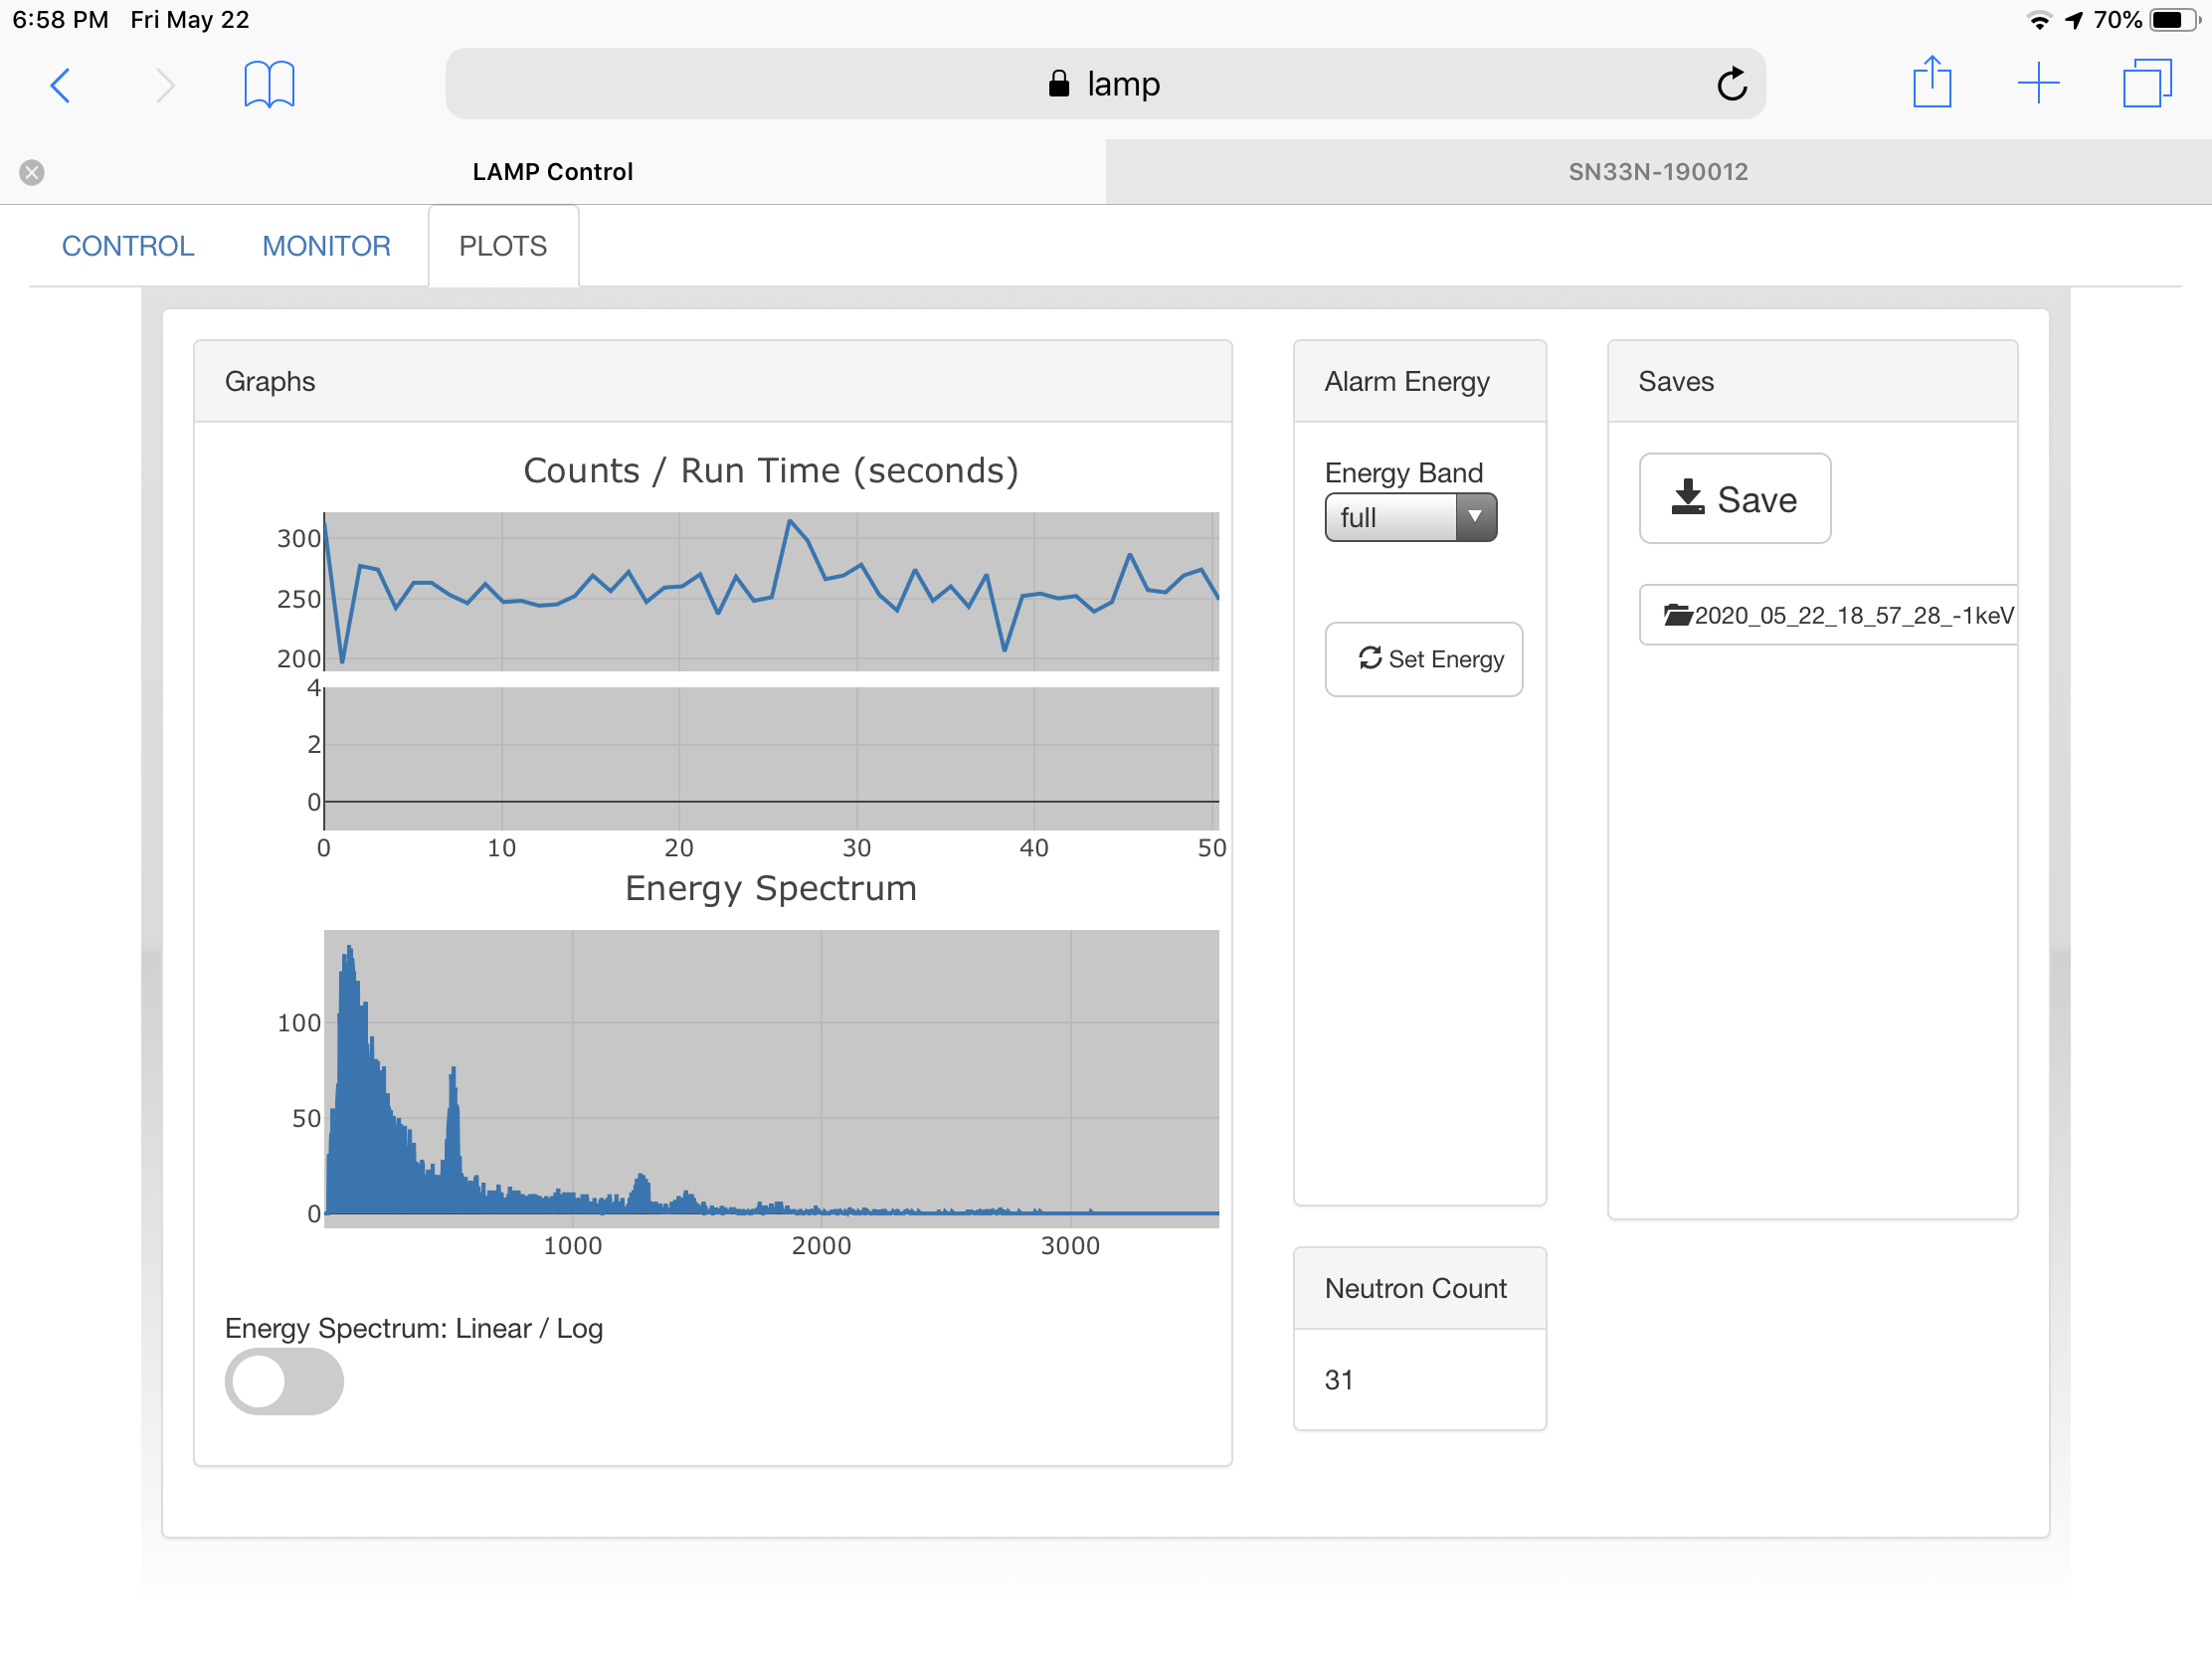 6:58 PM Fri May 22 70%
lamp
LAMP Control SN33N-190012
CONTROL MONITOR PLOTS
Graphs
Counts / Run Time (seconds)
300
250
200
4
2
0
0 10 20 30 40 50
Energy Spectrum
100
50
0
1000 2000 3000
Energy Spectrum: Linear / Log
Alarm Energy
Energy Band
full
Set Energy
Neutron Count
31
Saves
Save
2020_05_22_18_57_28_-1keV